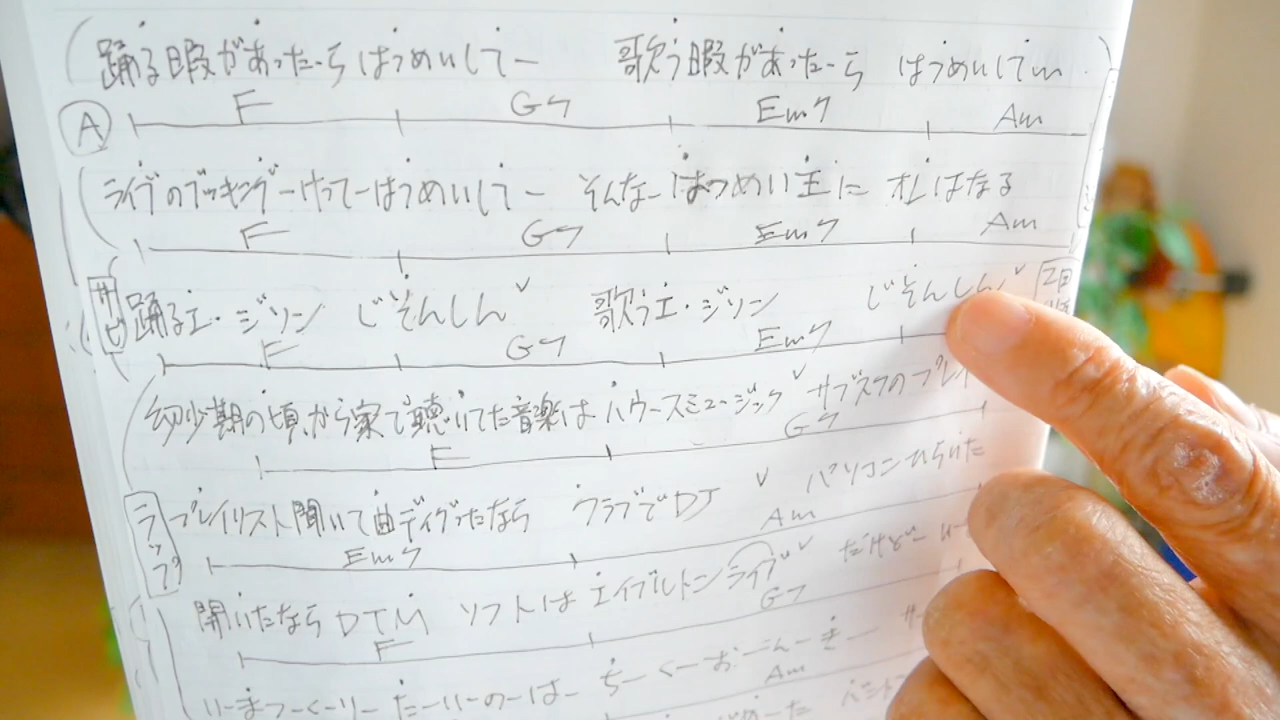 踊る暇があったーら はつめいしてー 歌う暇があったーら はつめいしてぃ
A F G7 Em7 Am
ライブのブッキングーけってーはつめいしてー そんなーはつめい王に オレはなる
F G7 Em7 Am
サビ 踊るエ・ジソン じそんしん 歌うエ・ジソン じそんしん 2回
F G7 Em7
幼少期の頃から家で聴いてた音楽は ハウースミュージック サブスクのプレイ
F G7
プレイリスト聞いて曲ディグったなら クラブでDJ パソコンひらいた
ラップ Em7 Am
開いたなら DTM ソフトは エイブルトンライブ だけどー
F G7
いーまつーくーりーたーいーのーはー ちーくーおーんーきー
Am